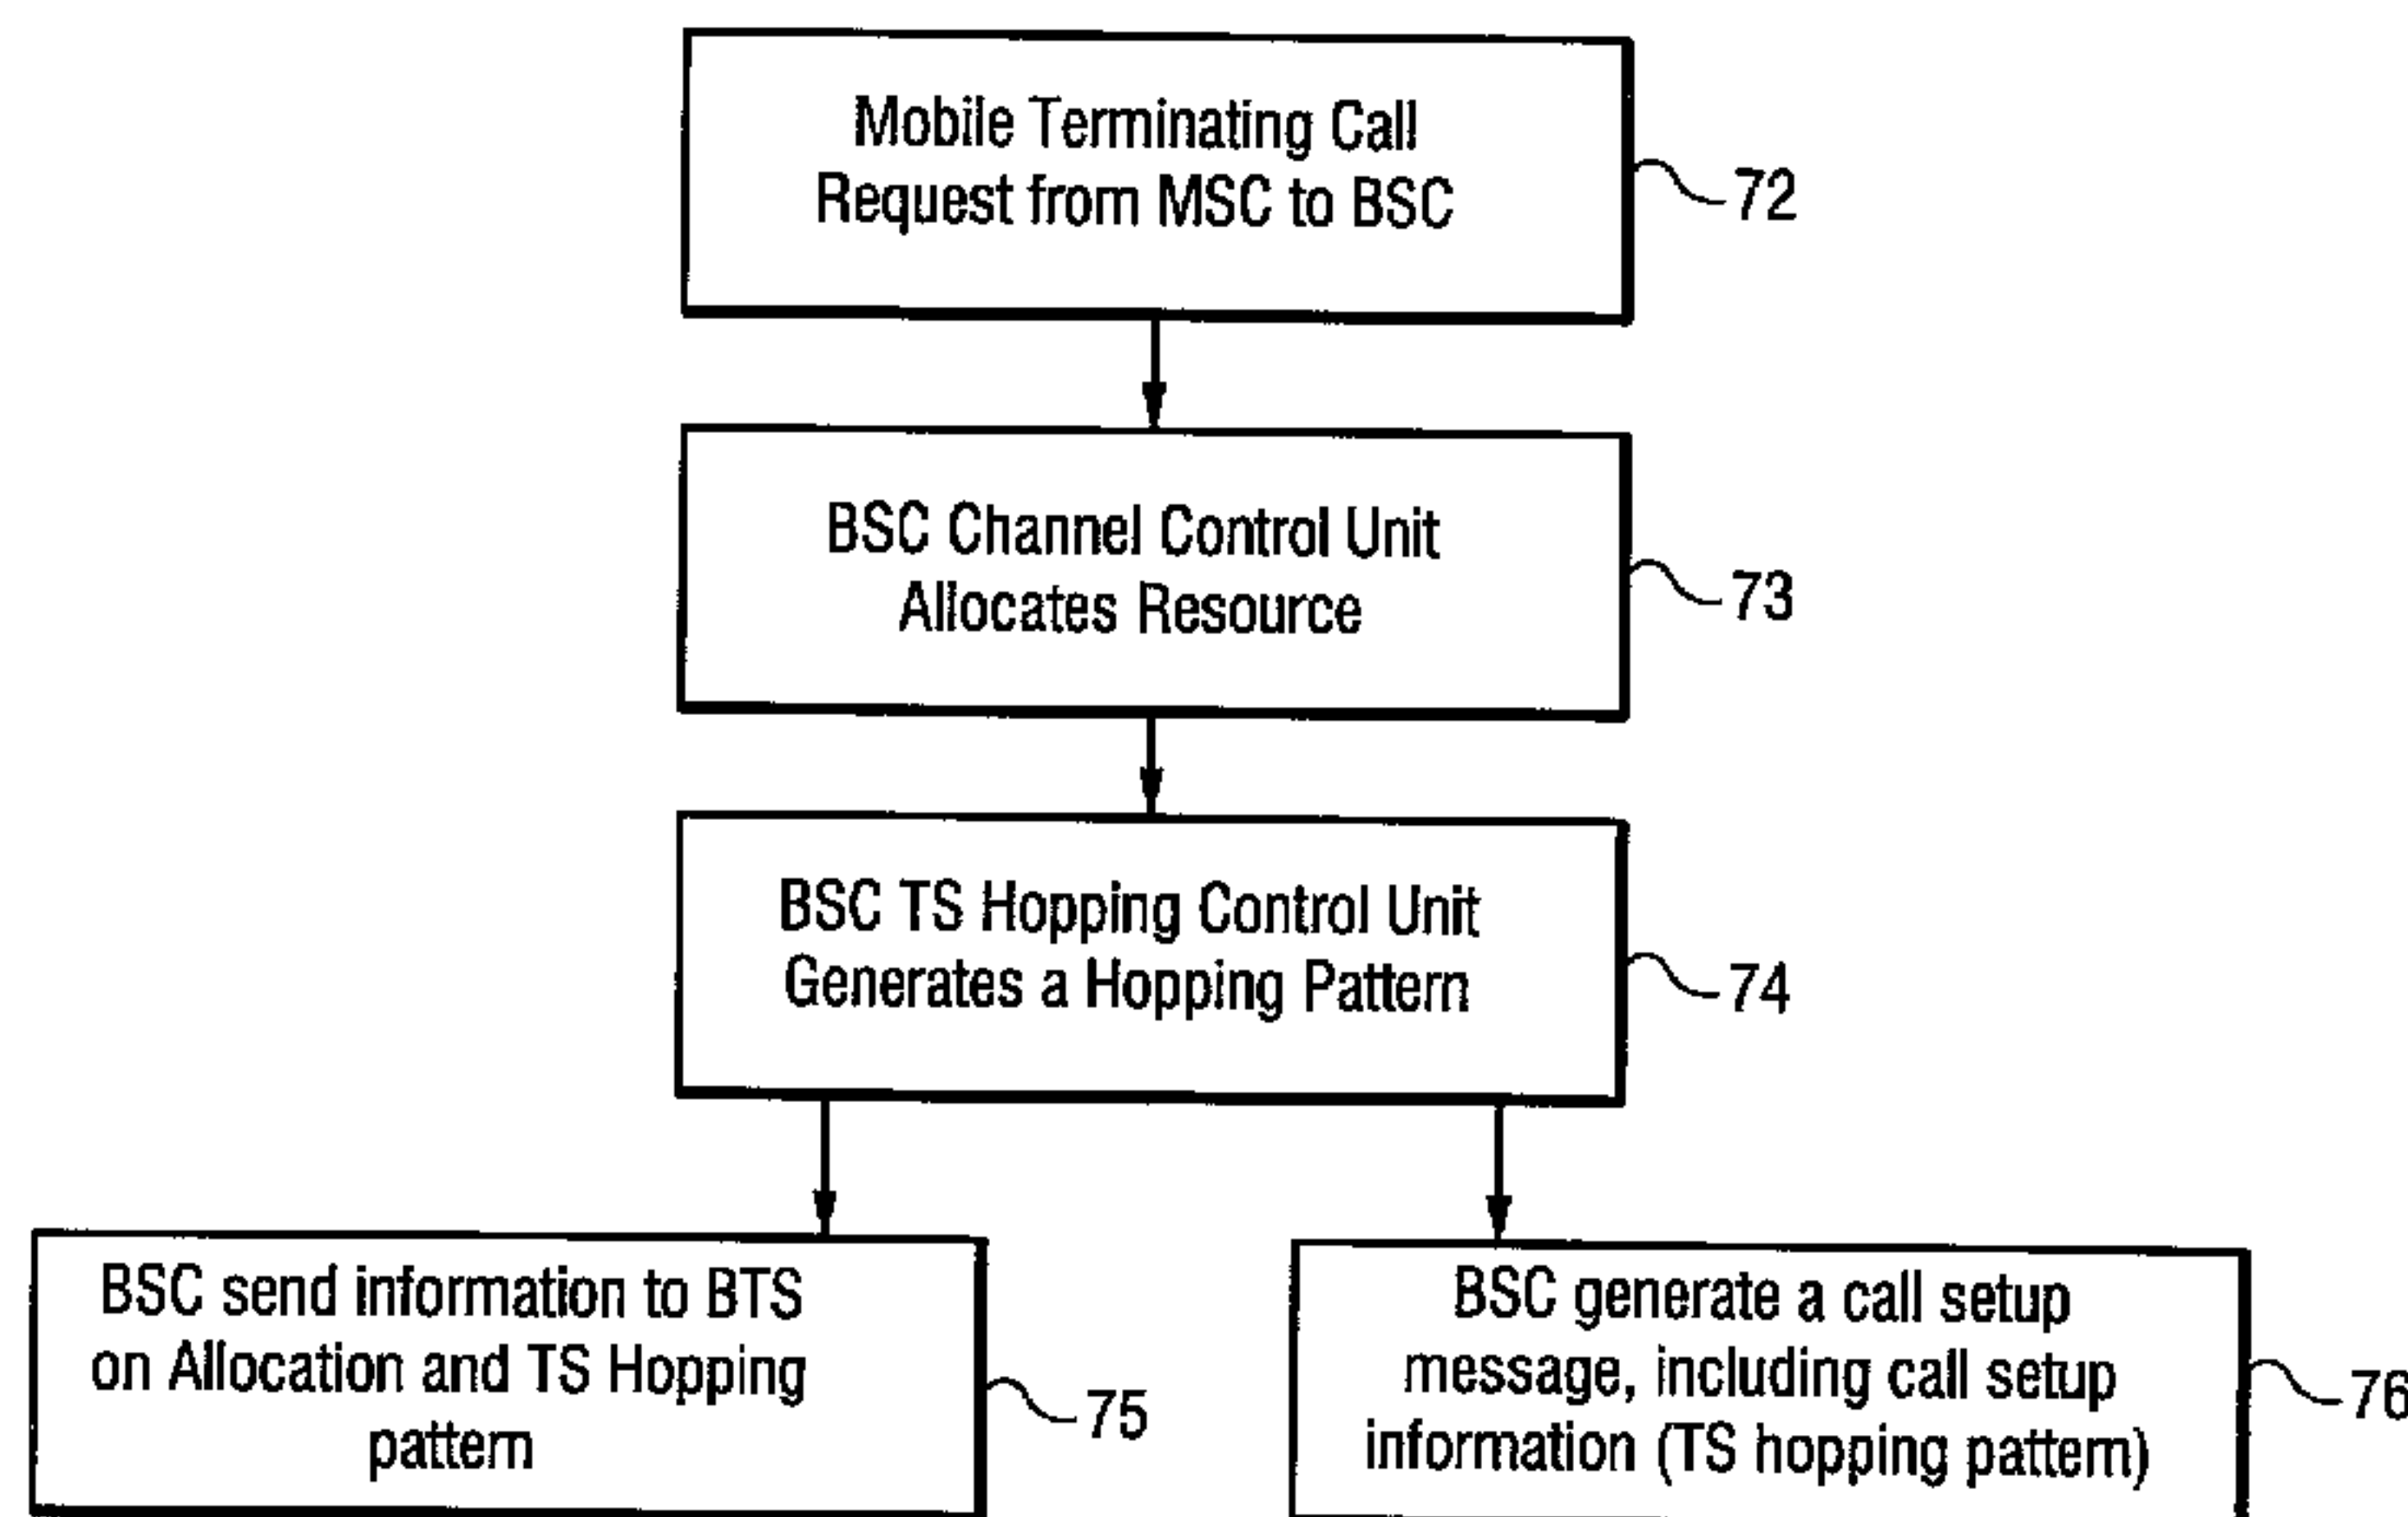 Mobile Terminating Call
Request from MSC to BSC
72
BSC Channel Control Unit
Allocates Resource
73
BSC TS Hopping Control Unit
Generates a Hopping Pattern
74
BSC send information to BTS
on Allocation and TS Hopping
pattern
75
BSC generate a call setup
message, including call setup
information (TS hopping pattern)
76